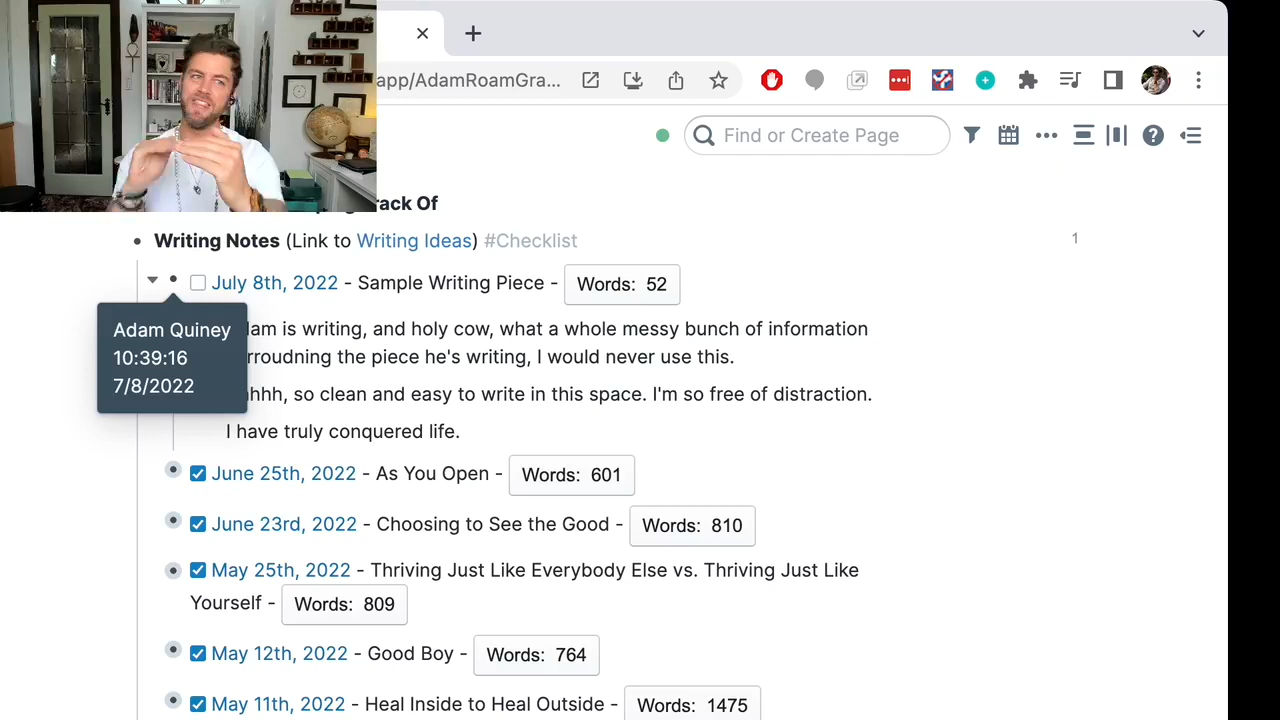 app/AdamRoamGra...
Find or Create Page
rack Of
Writing Notes (Link to Writing Ideas) #Checklist
1
July 8th, 2022 - Sample Writing Piece - Words: 52
Adam Quiney
10:39:16
7/8/2022
dam is writing, and holy cow, what a whole messy bunch of information
rroudning the piece he's writing, I would never use this.
hhh, so clean and easy to write in this space. I'm so free of distraction.
I have truly conquered life.
June 25th, 2022 - As You Open - Words: 601
June 23rd, 2022 - Choosing to See the Good - Words: 810
May 25th, 2022 - Thriving Just Like Everybody Else vs. Thriving Just Like
Yourself - Words: 809
May 12th, 2022 - Good Boy - Words: 764
May 11th, 2022 - Heal Inside to Heal Outside - Words: 1475